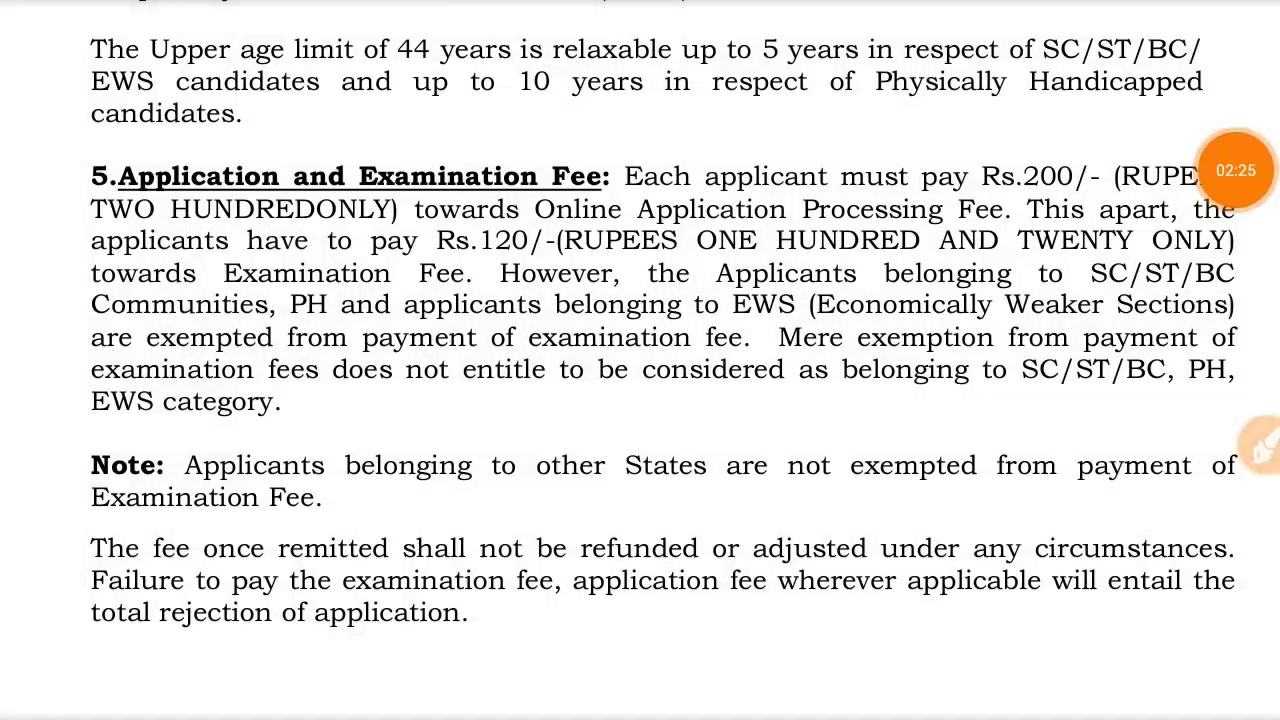 The Upper age limit of 44 years is relaxable up to 5 years in respect of SC/ST/BC/
EWS candidates and up to 10 years in respect of Physically Handicapped
candidates.
5.Application and Examination Fee: Each applicant must pay Rs.200/- (RUPE
02:25
TWO HUNDREDONLY) towards Online Application Processing Fee. This apart, the
applicants have to pay Rs.120/-(RUPEES ONE HUNDRED AND TWENTY ONLY)
towards Examination Fee. However, the Applicants belonging to SC/ST/BC
Communities, PH and applicants belonging to EWS (Economically Weaker Sections)
are exempted from payment of examination fee. Mere exemption from payment of
examination fees does not entitle to be considered as belonging to SC/ST/BC, PH,
EWS category.
Note: Applicants belonging to other States are not exempted from payment of
Examination Fee.
The fee once remitted shall not be refunded or adjusted under any circumstances.
Failure to pay the examination fee, application fee wherever applicable will entail the
total rejection of application.